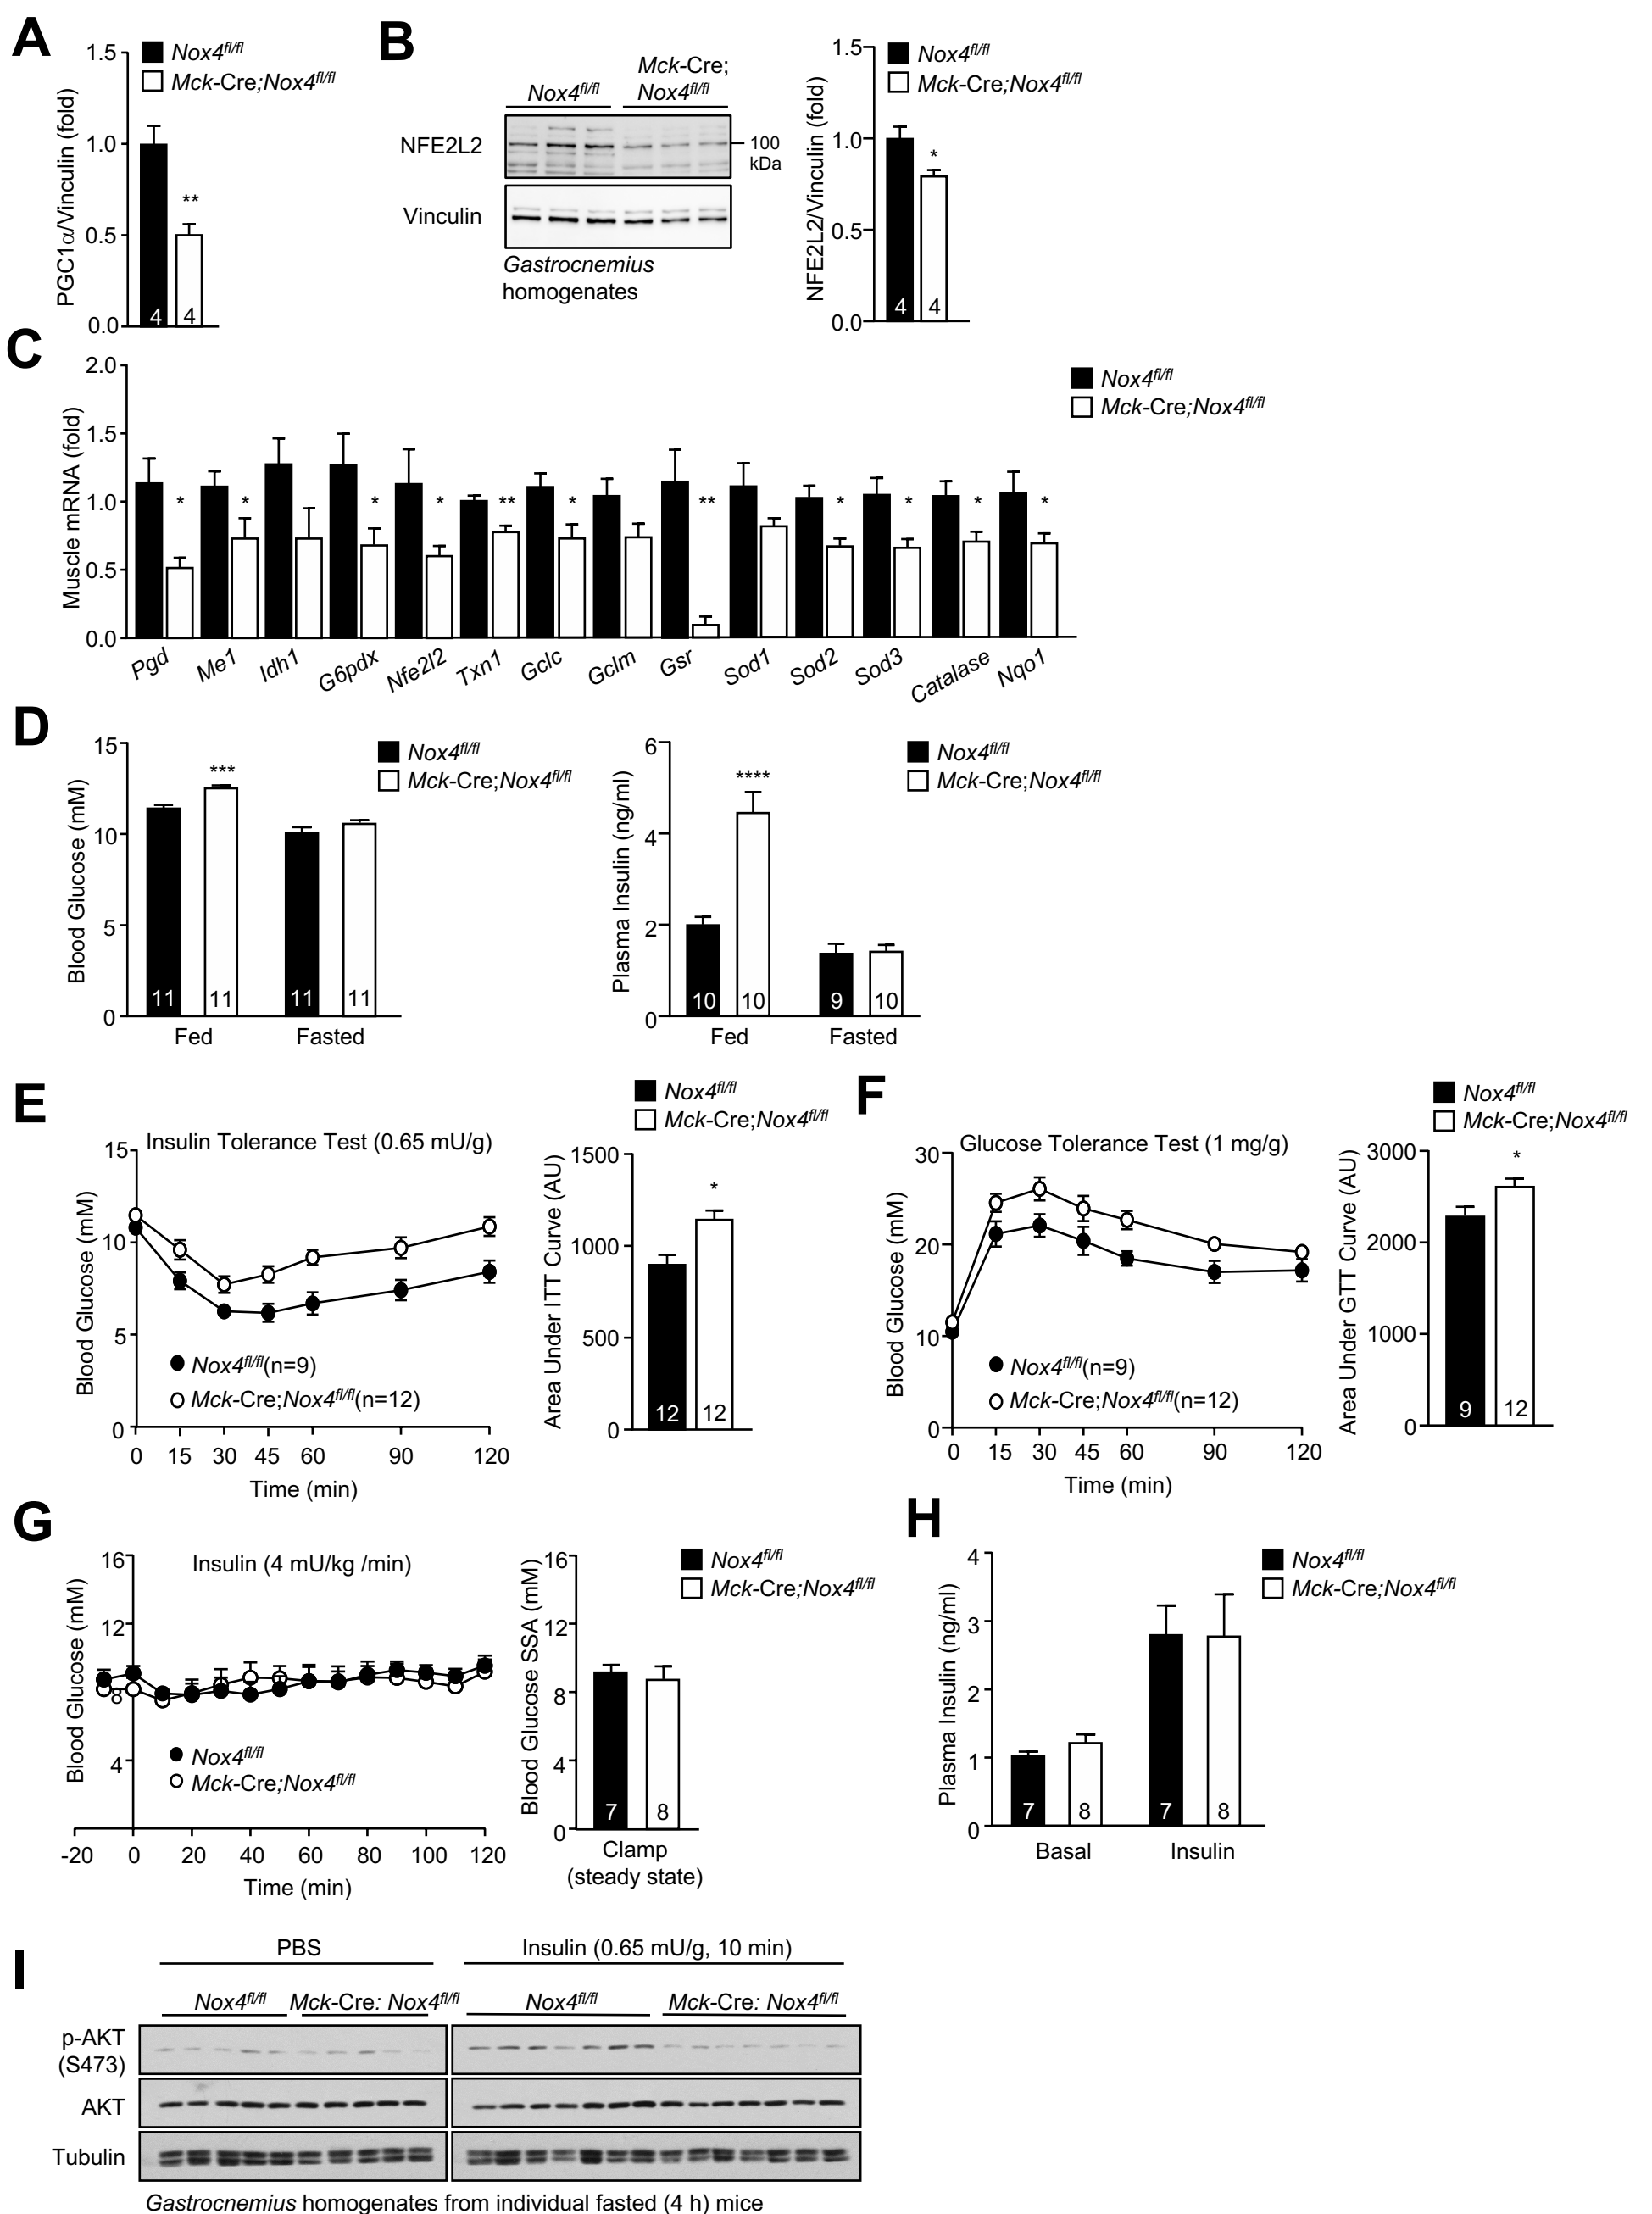 A
1.5
1.0
0.5
0.0
PGC1α/Vinculin (fold)
Nox4fl/fl
Mck-Cre;Nox4fl/fl
**
4
4
B
Nox4fl/fl
Mck-Cre;
Nox4fl/fl
NFE2L2
100
kDa
Vinculin
Gastrocnemius
homogenates
1.5
1.0
0.5
0.0
NFE2L2/Vinculin (fold)
Nox4fl/fl
Mck-Cre;Nox4fl/fl
*
4
4
C
2.0
1.5
1.0
0.5
0.0
Muscle mRNA (fold)
Nox4fl/fl
Mck-Cre;Nox4fl/fl
* * * * ** * ** * * * *
Pgd Me1 Idh1 G6pdx Nfe2l2 Txn1 Gclc Gclm Gsr Sod1 Sod2 Sod3 Catalase Nqo1
D
15
10
5
0
Blood Glucose (mM)
Nox4fl/fl
Mck-Cre;Nox4fl/fl
***
11 11 11 11
Fed Fasted
6
4
2
0
Plasma Insulin (ng/ml)
Nox4fl/fl
Mck-Cre;Nox4fl/fl
****
10 10 9 10
Fed Fasted
E
Insulin Tolerance Test (0.65 mU/g)
15
10
5
0
Blood Glucose (mM)
Nox4fl/fl(n=9)
Mck-Cre;Nox4fl/fl(n=12)
0 15 30 45 60 90 120
Time (min)
Nox4fl/fl
Mck-Cre;Nox4fl/fl
1500
1000
500
0
Area Under ITT Curve (AU)
*
12 12
F
Glucose Tolerance Test (1 mg/g)
30
20
10
0
Blood Glucose (mM)
Nox4fl/fl(n=9)
Mck-Cre;Nox4fl/fl(n=12)
0 15 30 45 60 90 120
Time (min)
Nox4fl/fl
Mck-Cre;Nox4fl/fl
3000
2000
1000
0
Area Under GTT Curve (AU)
*
9 12
G
Insulin (4 mU/kg /min)
16
12
8
4
Blood Glucose (mM)
Nox4fl/fl
Mck-Cre;Nox4fl/fl
-20 0 20 40 60 80 100 120
Time (min)
16
12
8
4
0
Blood Glucose SSA (mM)
Nox4fl/fl
Mck-Cre;Nox4fl/fl
7 8
Clamp
(steady state)
H
4
3
2
1
0
Plasma Insulin (ng/ml)
Nox4fl/fl
Mck-Cre;Nox4fl/fl
7 8 7 8
Basal Insulin
I
PBS
Insulin (0.65 mU/g, 10 min)
Nox4fl/fl Mck-Cre: Nox4fl/fl Nox4fl/fl Mck-Cre: Nox4fl/fl
p-AKT
(S473)
AKT
Tubulin
Gastrocnemius homogenates from individual fasted (4 h) mice